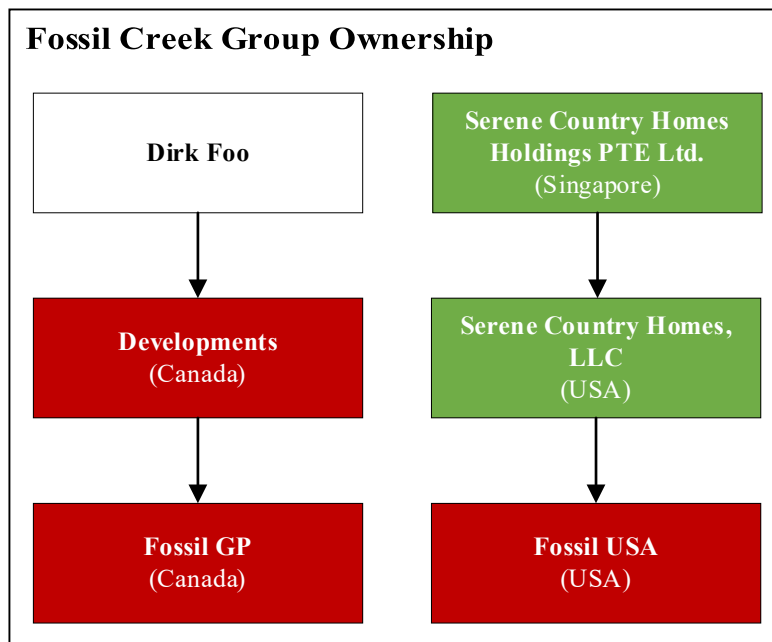 Fossil Creek Group Ownership
Dirk Foo
Serene Country Homes
Holdings PTE Ltd.
(Singapore)
Developments
(Canada)
Serene Country Homes,
LLC
(USA)
Fossil GP
(Canada)
Fossil USA
(USA)